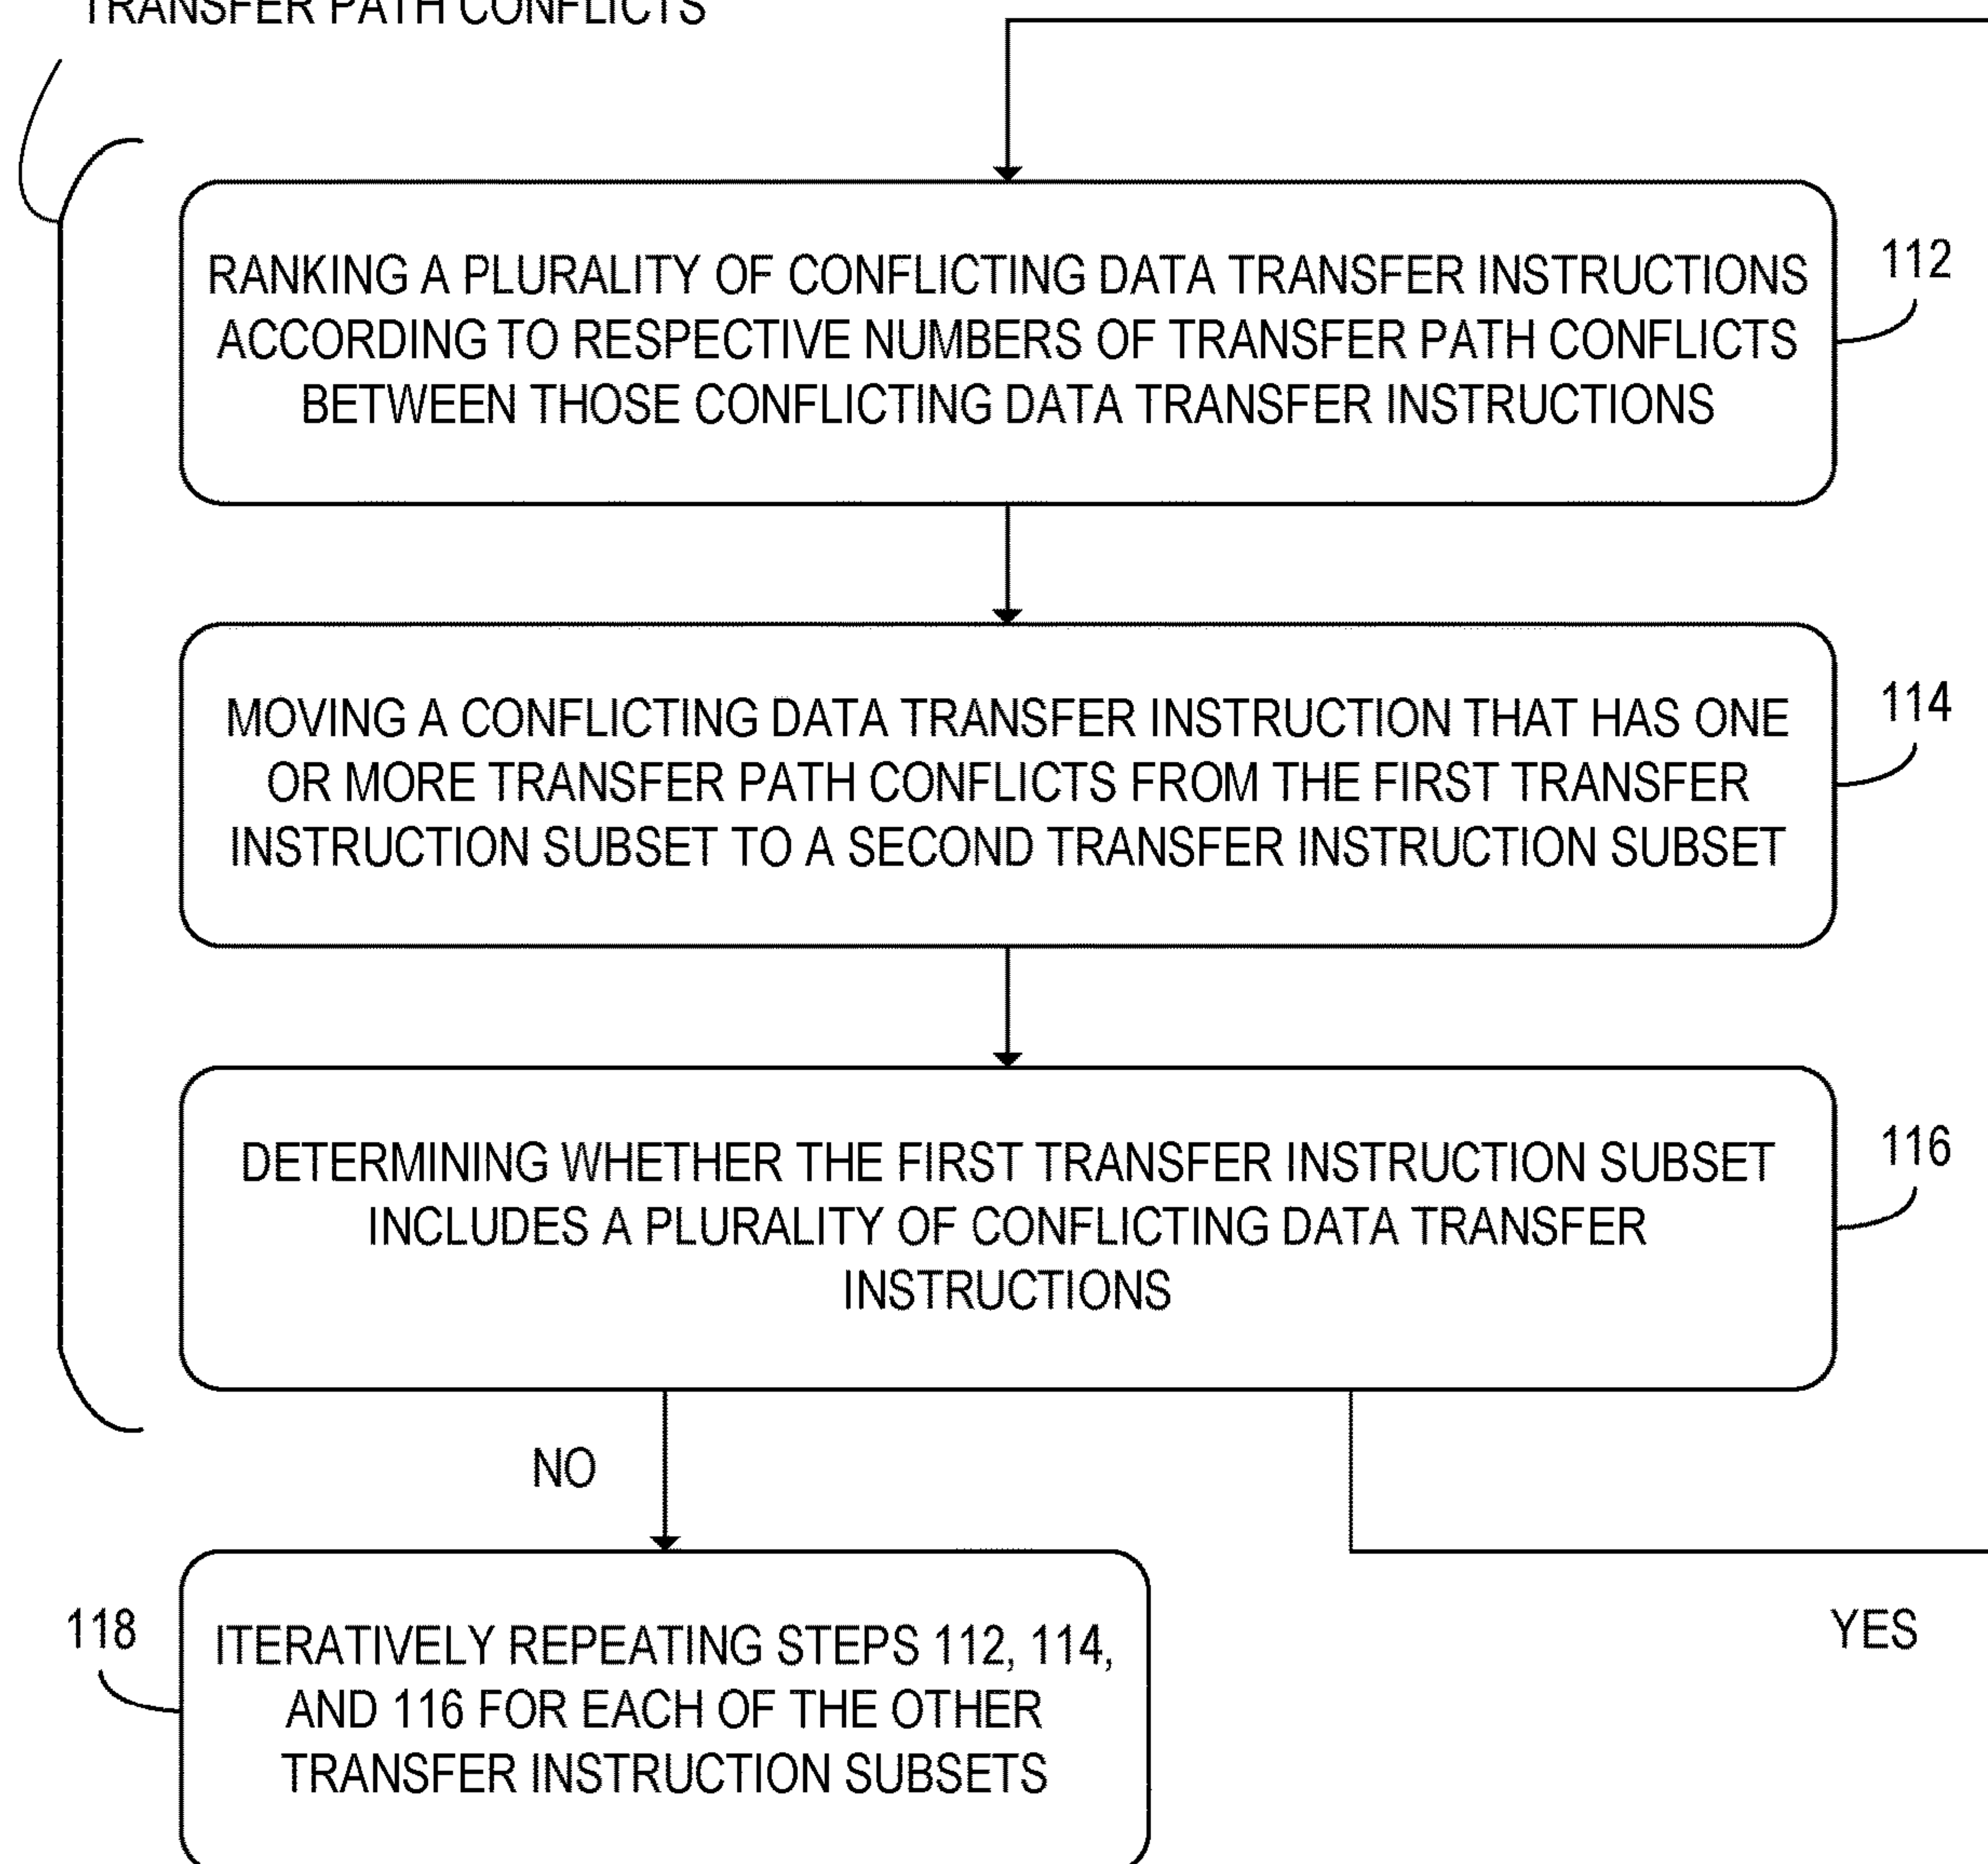 TRANSFER PATH CONFLICTS
RANKING A PLURALITY OF CONFLICTING DATA TRANSFER INSTRUCTIONS
ACCORDING TO RESPECTIVE NUMBERS OF TRANSFER PATH CONFLICTS
BETWEEN THOSE CONFLICTING DATA TRANSFER INSTRUCTIONS
112
MOVING A CONFLICTING DATA TRANSFER INSTRUCTION THAT HAS ONE
OR MORE TRANSFER PATH CONFLICTS FROM THE FIRST TRANSFER
INSTRUCTION SUBSET TO A SECOND TRANSFER INSTRUCTION SUBSET
114
DETERMINING WHETHER THE FIRST TRANSFER INSTRUCTION SUBSET
INCLUDES A PLURALITY OF CONFLICTING DATA TRANSFER
INSTRUCTIONS
116
NO
YES
118
ITERATIVELY REPEATING STEPS 112, 114,
AND 116 FOR EACH OF THE OTHER
TRANSFER INSTRUCTION SUBSETS